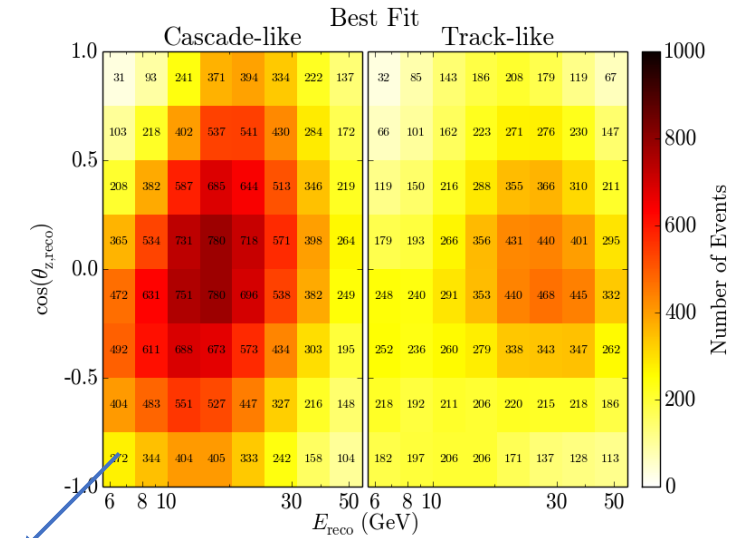 Best Fit
Cascade-like Track-like
1.0
31 93 241 371 394 334 222 137 32 85 143 186 208 179 119 67
103 218 402 537 541 430 284 172 66 101 162 223 271 276 230 147
0.5
208 382 587 685 644 513 346 219 119 150 216 288 355 366 310 211
365 534 731 780 718 571 398 264 179 193 266 356 431 440 401 295
0.0
472 631 751 780 696 538 382 249 248 240 291 353 440 468 445 332
492 611 688 673 573 434 303 195 252 236 260 279 338 343 347 262
-0.5
404 483 551 527 447 327 216 148 218 192 211 206 220 215 218 186
344 404 405 333 242 158 104 182 197 206 206 171 137 128 113
-1.0
6 8 10 30 50 6 8 10 30 50
E_reco (GeV)
cos(θ_z,reco)
1000
800
600
400
200
0
Number of Events